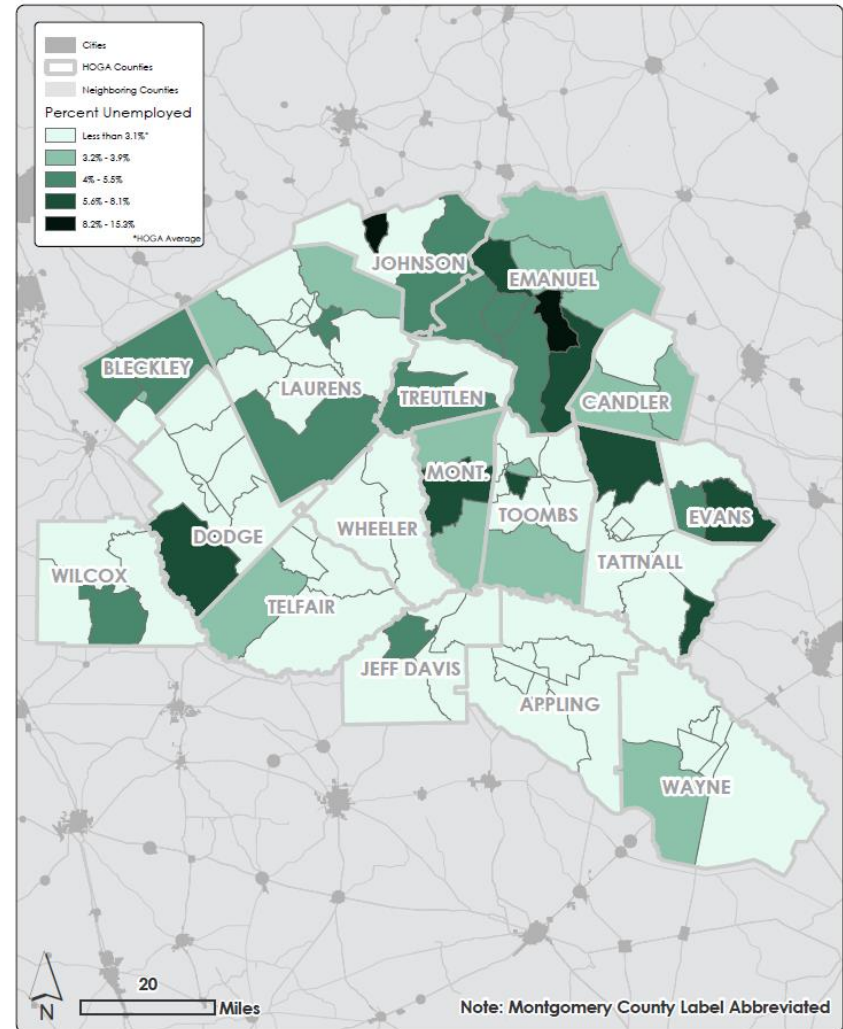 Cities
HOGA Counties
Neighboring Counties
Percent Unemployed
Less than 3.1%*
3.2% - 3.9%
4% - 5.5%
5.6% - 8.1%
8.2% - 15.3%
*HOGA Average
JOHNSON
EMANUEL
BLECKLEY
LAURENS
TREUTLEN
CANDLER
MONT.
DODGE
WHEELER
TOOMBS
EVANS
TATTNALL
WILCOX
TELFAIR
JEFF DAVIS
APPLING
WAYNE
N
20
Miles
Note: Montgomery County Label Abbreviated